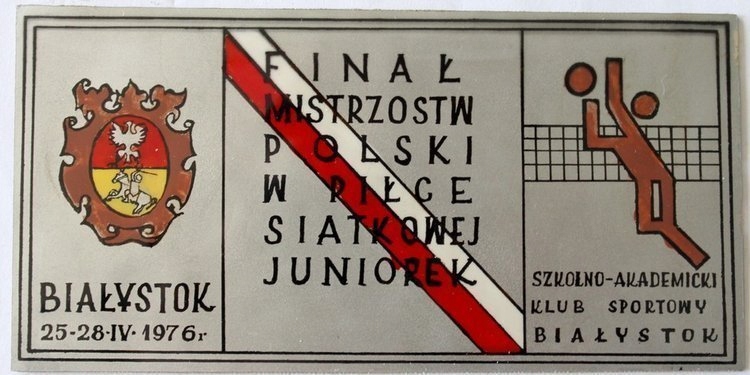 BIAŁYSTOK
25-28-IV-1976r
FINAŁ
MISTRZOSTW
POLSKI
W PIŁCE
SIATKOWEJ
JUNIOREK
SZKOLNO-AKADEMICKI
KLUB SPORTOWY
BIAŁYSTOK